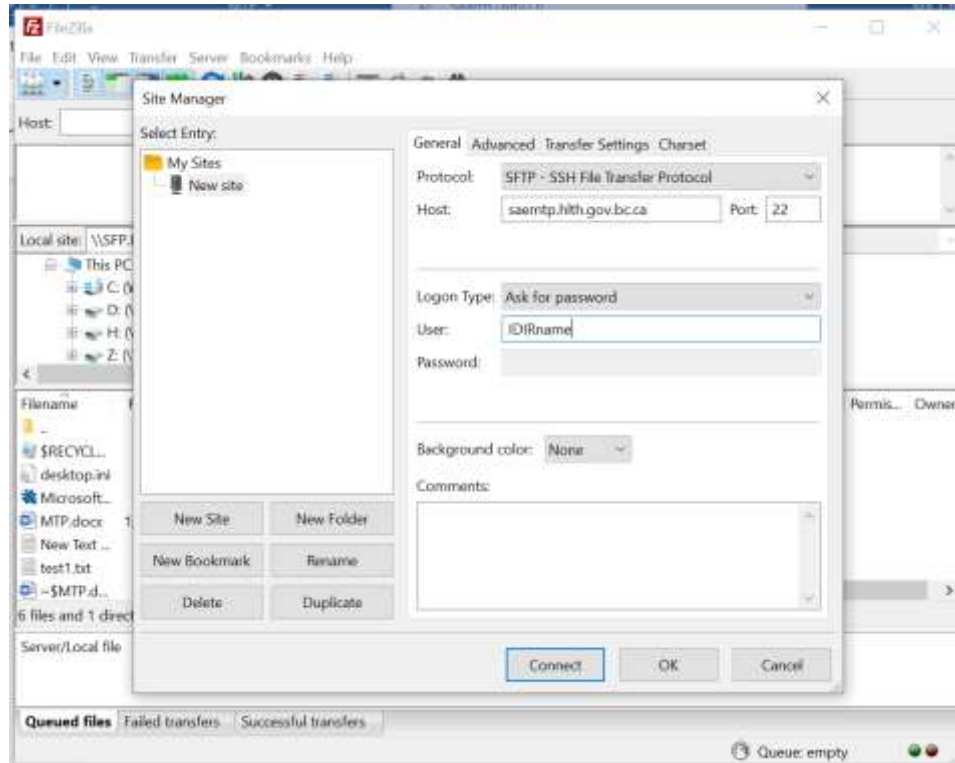 FileZilla
File Edit View Transfer Server Bookmarks Help
Host:
Site Manager
Select Entry:
My Sites
New site
New Site
New Folder
New Bookmark
Rename
Delete
Duplicate
General Advanced Transfer Settings Charset
Protocol: SFTP - SSH File Transfer Protocol
Host: saemtp.hlth.gov.bc.ca Port: 22
Logon Type: Ask for password
User: IDIRname
Password:
Background color: None
Comments:
Connect
OK
Cancel
Local site: \\SFP.
This PC
C: (
D: (
H: (
Z: (
Filename
Permis... Owner
..
$RECYCL...
desktop.ini
Microsoft...
MTP.docx 1
New Text ...
test1.txt
~$MTP.d...
6 files and 1 direct
Server/Local file
Queued files Failed transfers Successful transfers
Queue: empty